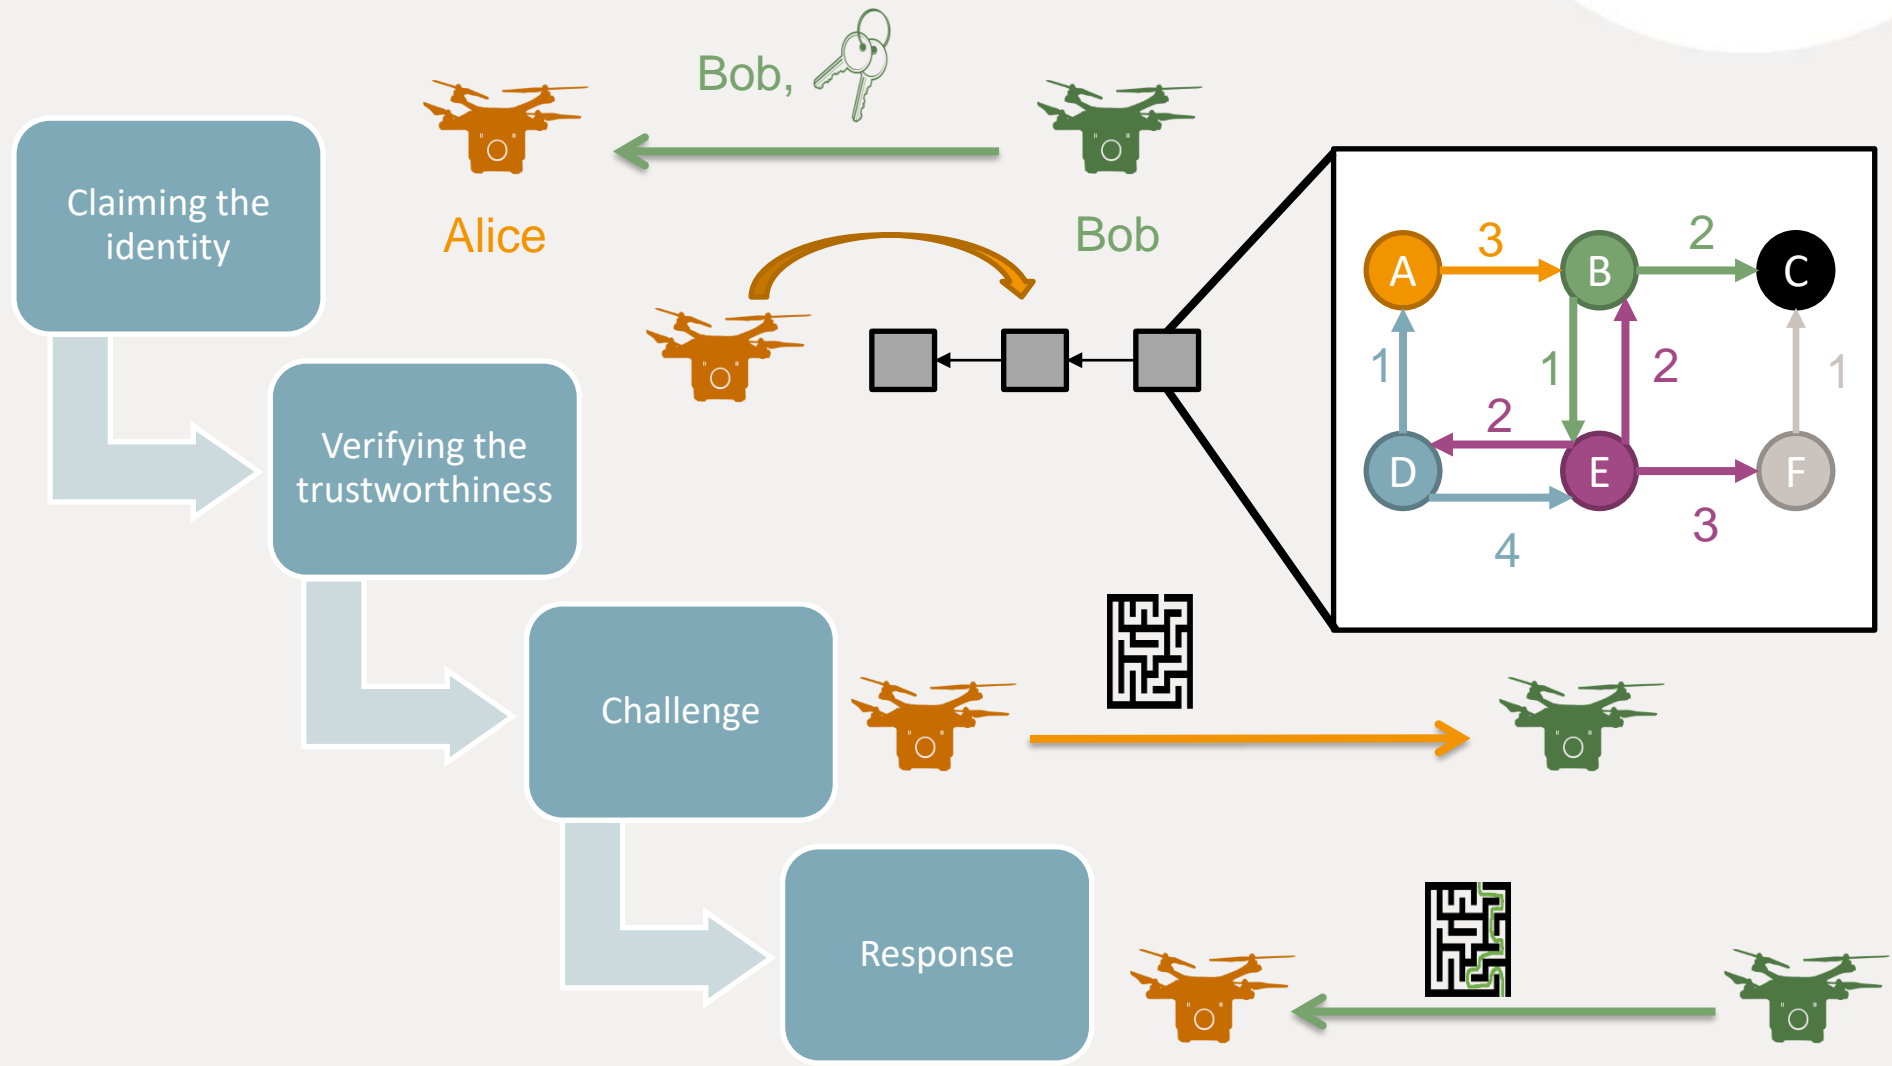 Bob,
Claiming the
identity
Alice
Bob
Verifying the
trustworthiness
3
2
A
B
C
1
1
2
1
2
D
E
F
4
3
Challenge
Response